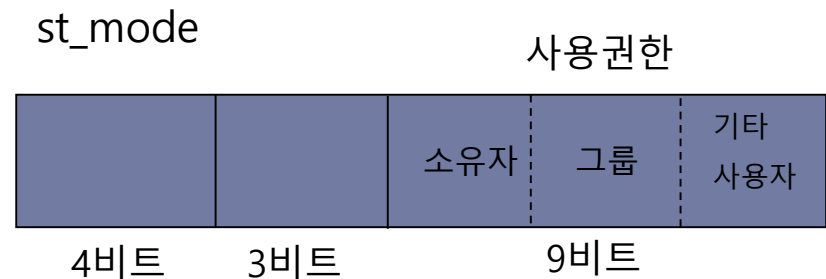 st_mode
사용권한
소유자
그룹
기타
사용자
4비트
3비트
9비트